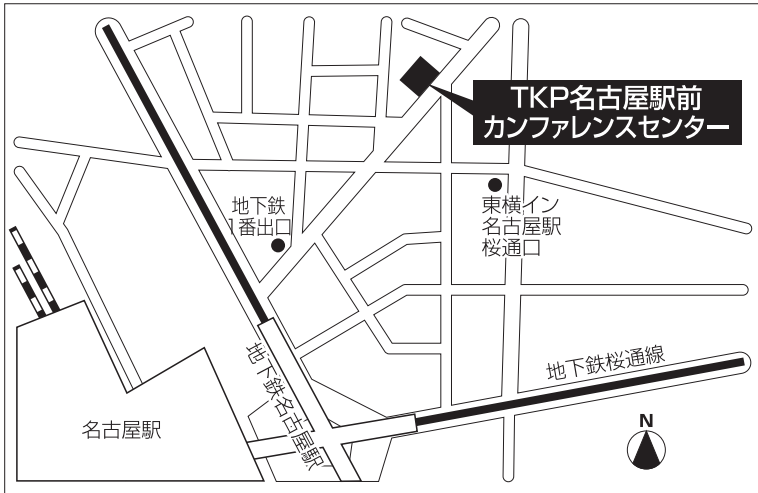 TKP名古屋駅前
カンファレンスセンター
地下鉄
1番出口
東横イン
名古屋駅
桜通口
地下鉄桜通線
地下鉄名古屋駅
名古屋駅
N